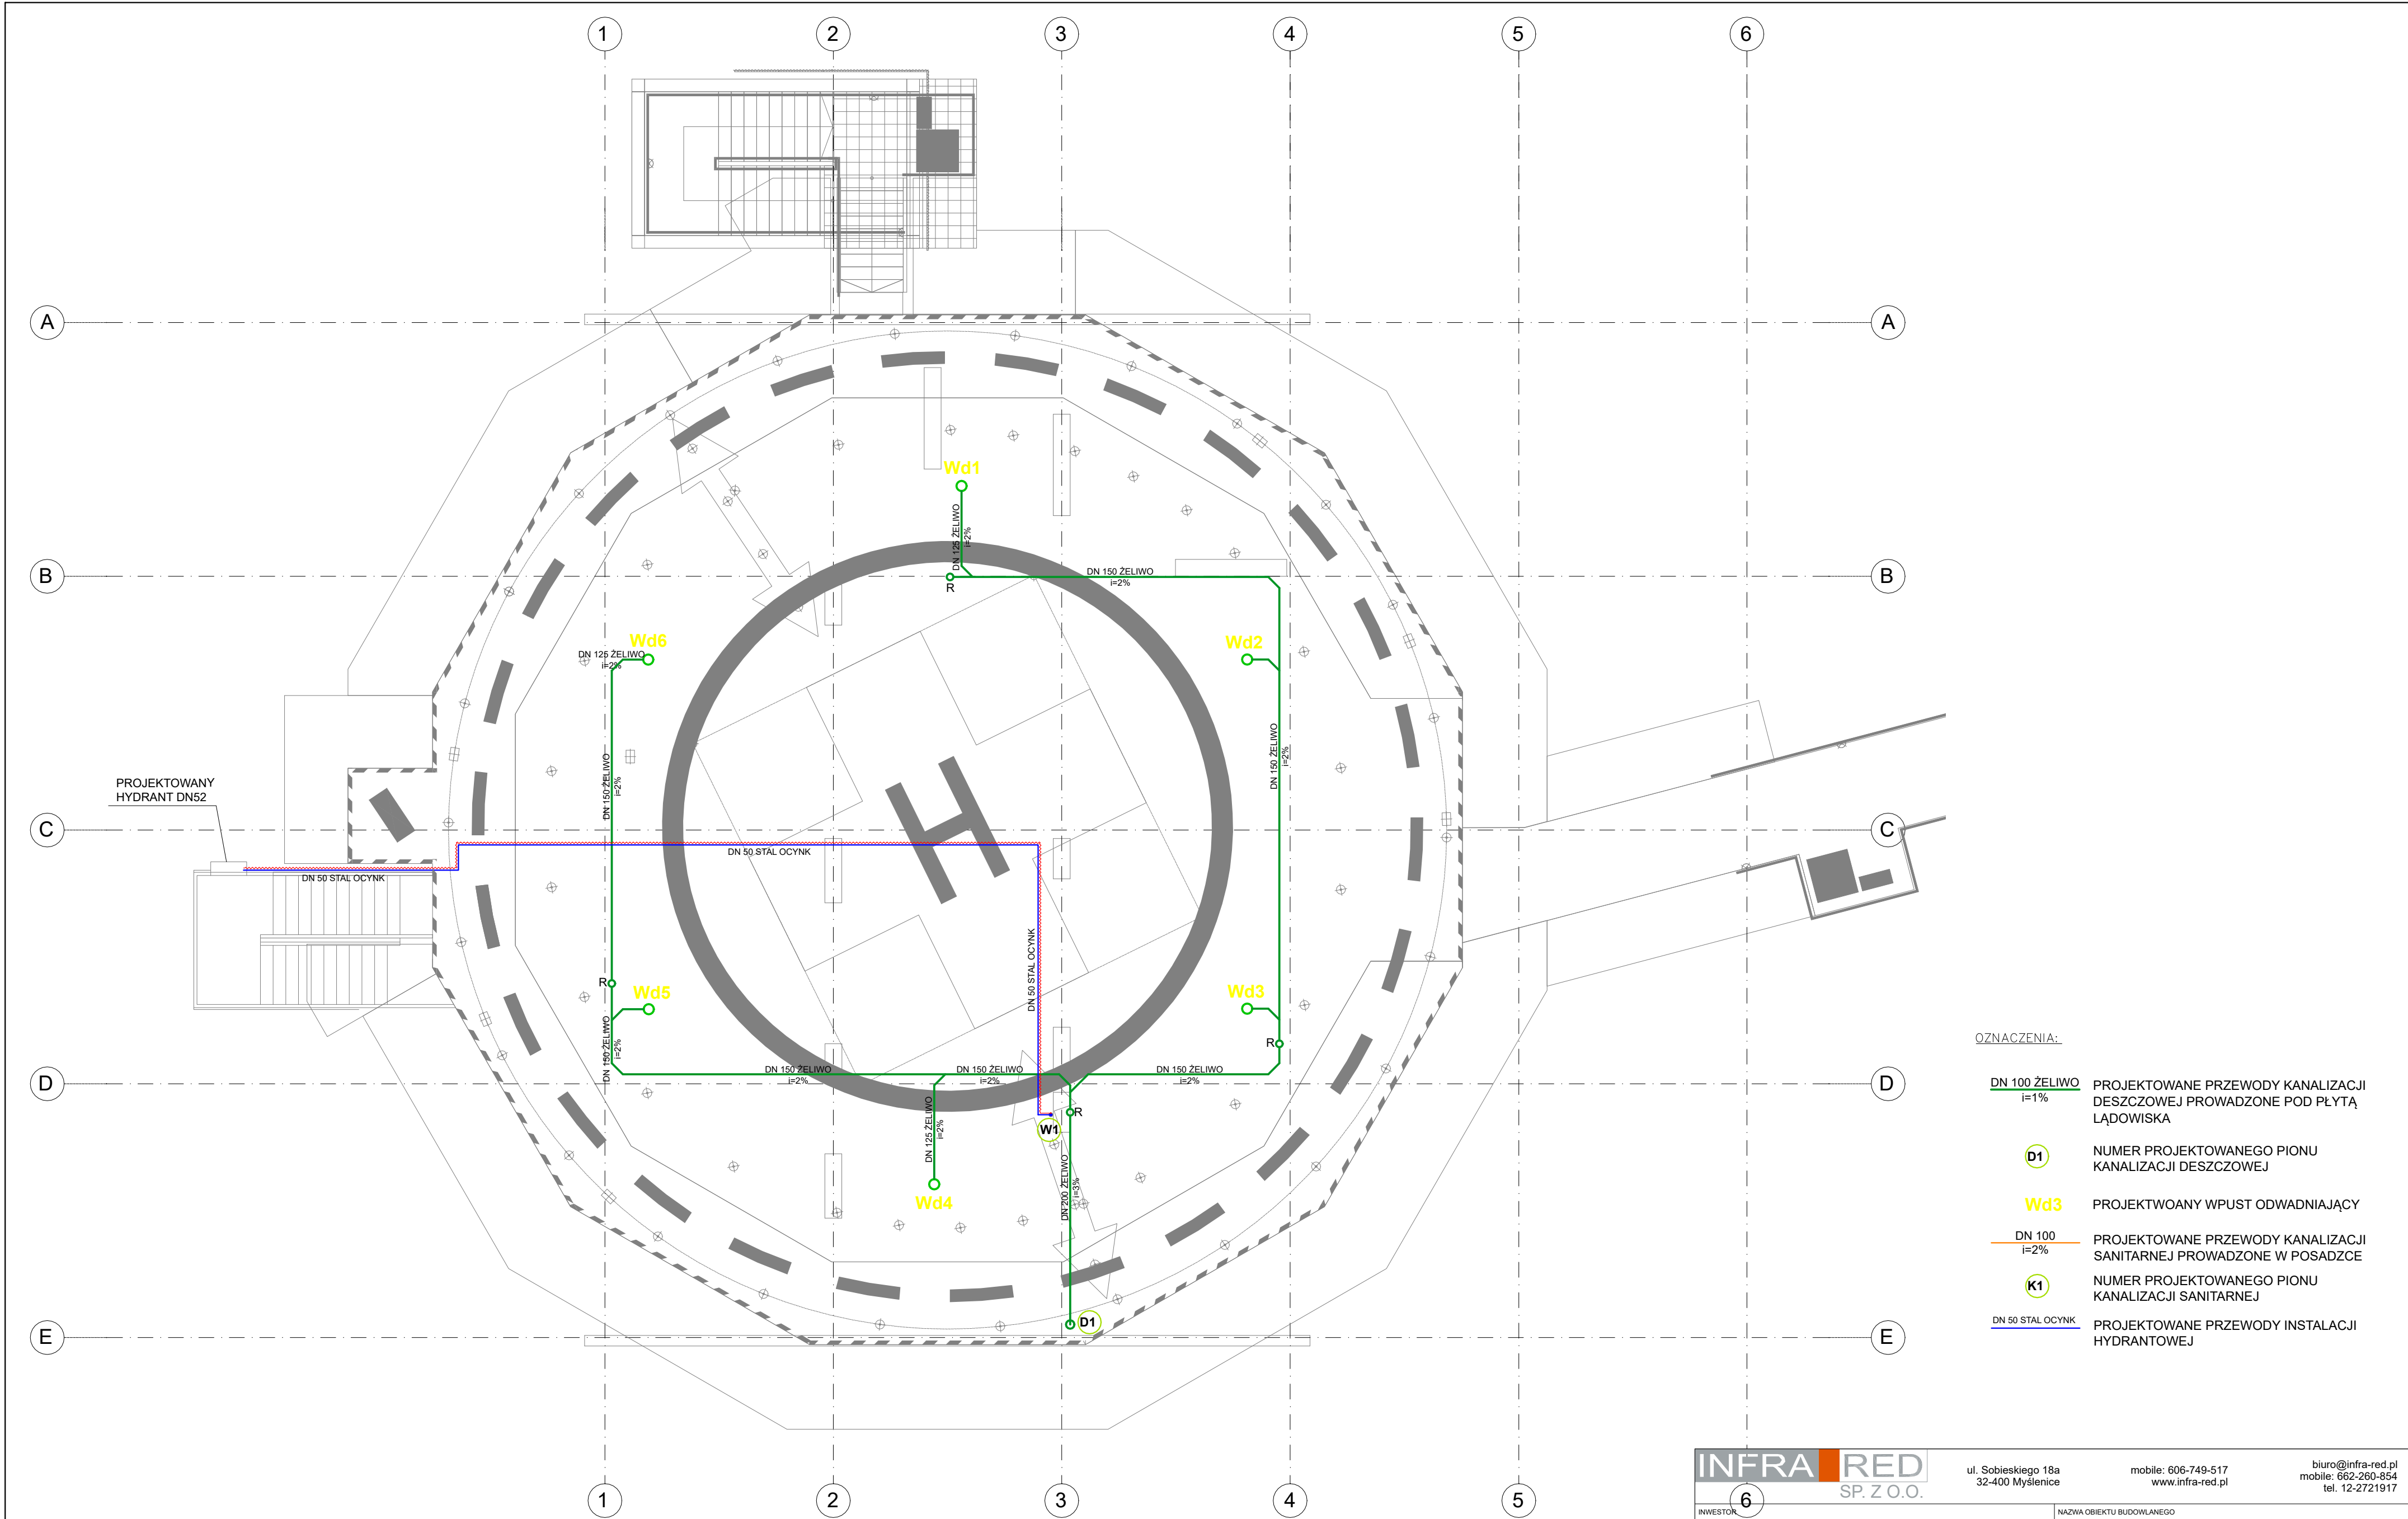 1 2 3 4 5 6
A A
Wd1
DN 125 ŻELIWO
i=2%
B B
DN 150 ŻELIWO
i=2%
R
Wd6
DN 125 ŻELIWO
i=2%
Wd2
DN 150 ŻELIWO
i=2%
DN 150 ŻELIWO
i=2%
PROJEKTOWANY
HYDRANT DN52
H
C C
DN 50 STAL OCYNK
DN 50 STAL OCYNK
DN 50 STAL OCYNK
R
Wd5
Wd3
R
DN 150 ŻELIWO
i=2%
D D
DN 150 ŻELIWO
i=2%
DN 150 ŻELIWO
i=2%
DN 150 ŻELIWO
i=2%
R
W1
DN 125 ŻELIWO
i=2%
Wd4
DN 200 ŻELIWO
i=3%
D1
E E
1 2 3 4 5 6
OZNACZENIA:
DN 100 ŻELIWO
i=1%
PROJEKTOWANE PRZEWODY KANALIZACJI
DESZCZOWEJ PROWADZONE POD PŁYTĄ
LĄDOWISKA
D1
NUMER PROJEKTOWANEGO PIONU
KANALIZACJI DESZCZOWEJ
Wd3
PROJEKTWOANY WPUST ODWADNIAJĄCY
DN 100
i=2%
PROJEKTOWANE PRZEWODY KANALIZACJI
SANITARNEJ PROWADZONE W POSADZCE
K1
NUMER PROJEKTOWANEGO PIONU
KANALIZACJI SANITARNEJ
DN 50 STAL OCYNK
PROJEKTOWANE PRZEWODY INSTALACJI
HYDRANTOWEJ
INFRA RED
SP. Z O.O.
ul. Sobieskiego 18a
32-400 Myślenice
mobile: 606-749-517
www.infra-red.pl
biuro@infra-red.pl
mobile: 662-260-854
tel. 12-2721917
INWESTOR
NAZWA OBIEKTU BUDOWLANEGO